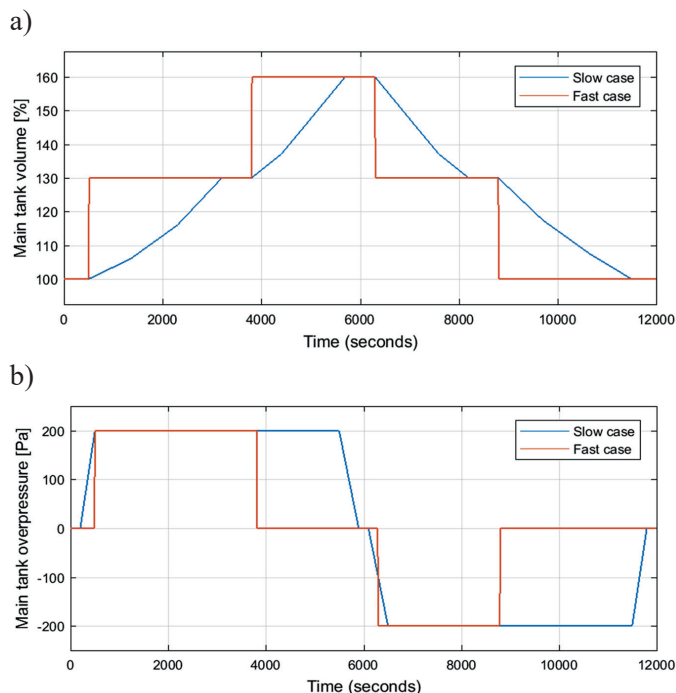 a)
Main tank volume [%]
160
150
140
130
120
110
100
Slow case
Fast case
0 2000 4000 6000 8000 10000 12000
Time (seconds)
b)
Main tank overpressure [Pa]
200
100
0
-100
-200
Slow case
Fast case
0 2000 4000 6000 8000 10000 12000
Time (seconds)